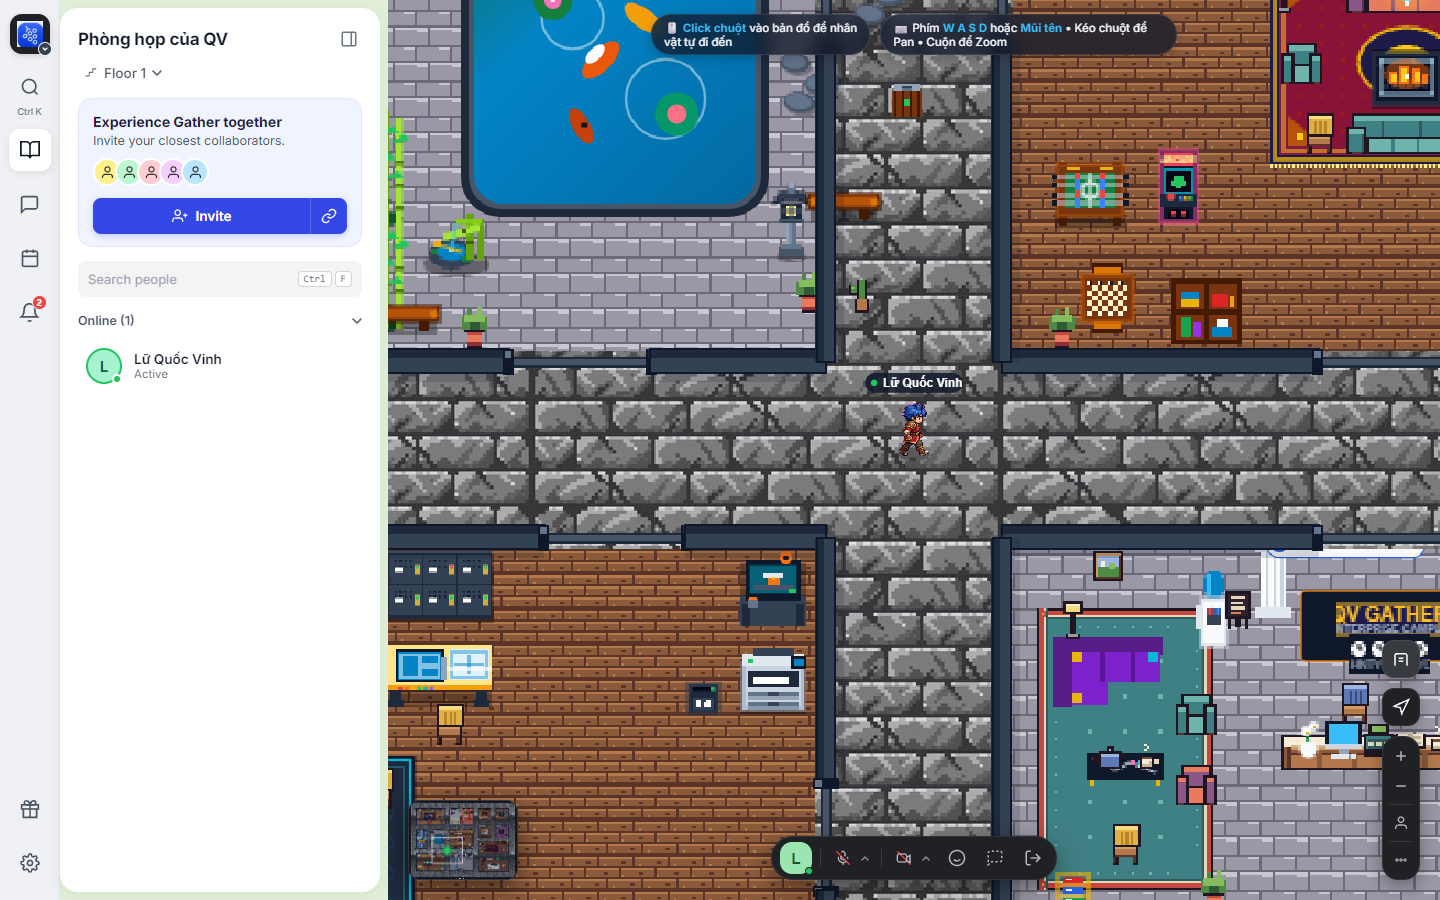 Phòng họp của QV
Floor 1
Ctrl K
Experience Gather together
Invite your closest collaborators.
Invite
Search people
Ctrl F
2
Online (1)
L
Lữ Quốc Vinh
Active
Click chuột vào bản đồ để nhân
vật tự đi đến
Phím W A S D hoặc Mũi tên • Kéo chuột để
Pan • Cuộn để Zoom
Lữ Quốc Vinh
QV GATHER
L